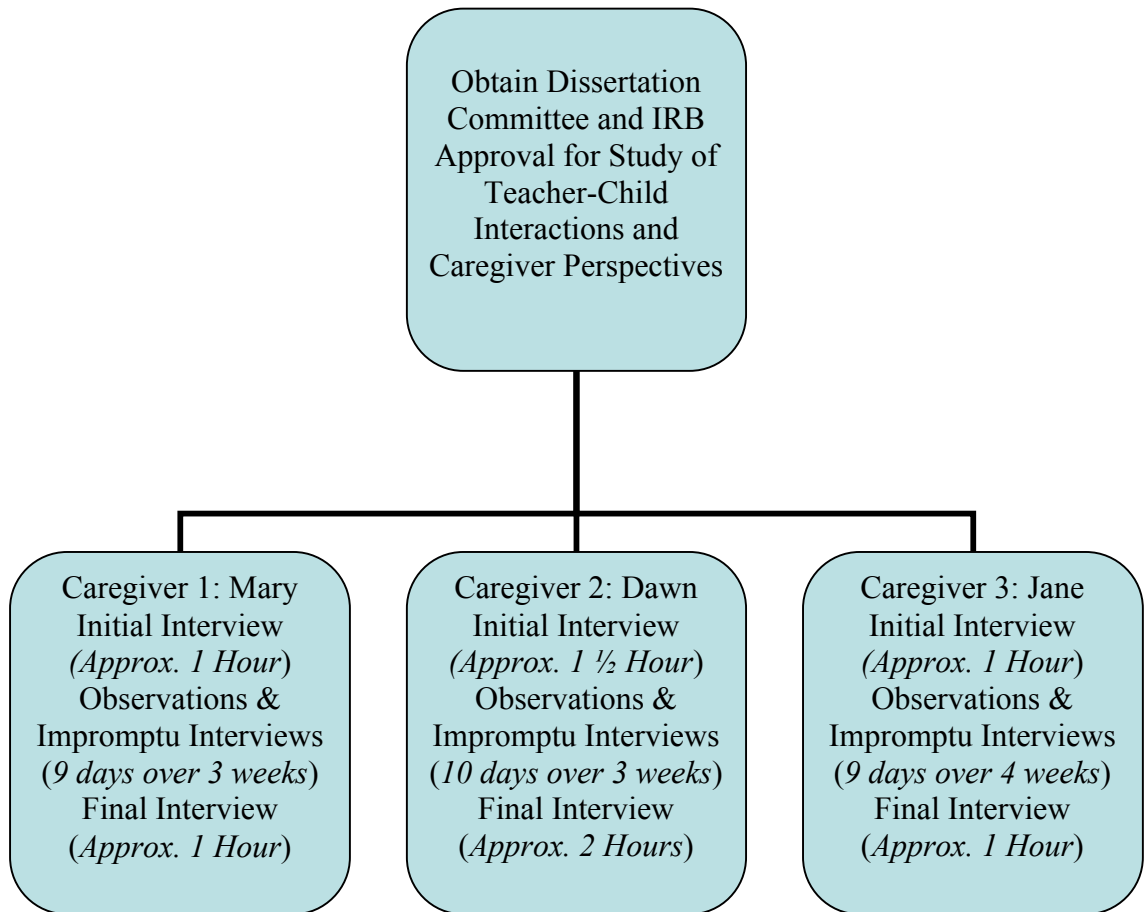 Obtain Dissertation
Committee and IRB
Approval for Study of
Teacher-Child
Interactions and
Caregiver Perspectives
Caregiver 1: Mary
Initial Interview
(Approx. 1 Hour)
Observations &
Impromptu Interviews
(9 days over 3 weeks)
Final Interview
(Approx. 1 Hour)
Caregiver 2: Dawn
Initial Interview
(Approx. 1 ½ Hour)
Observations &
Impromptu Interviews
(10 days over 3 weeks)
Final Interview
(Approx. 2 Hours)
Caregiver 3: Jane
Initial Interview
(Approx. 1 Hour)
Observations &
Impromptu Interviews
(9 days over 4 weeks)
Final Interview
(Approx. 1 Hour)